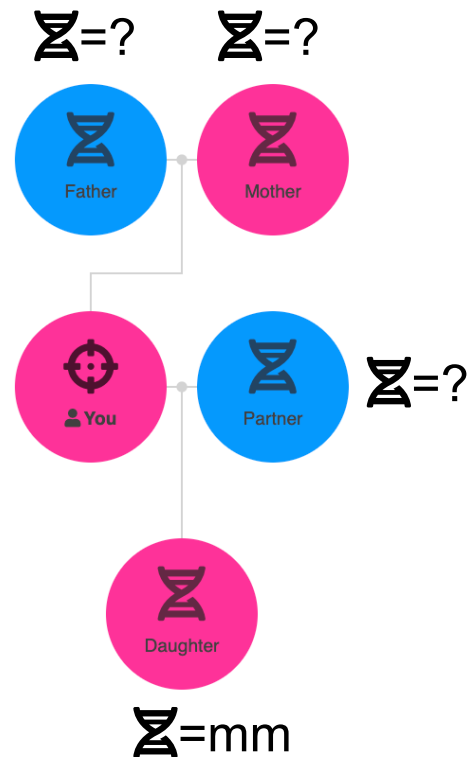 =? =?
Father Mother
You Partner
=?
Daughter
=mm